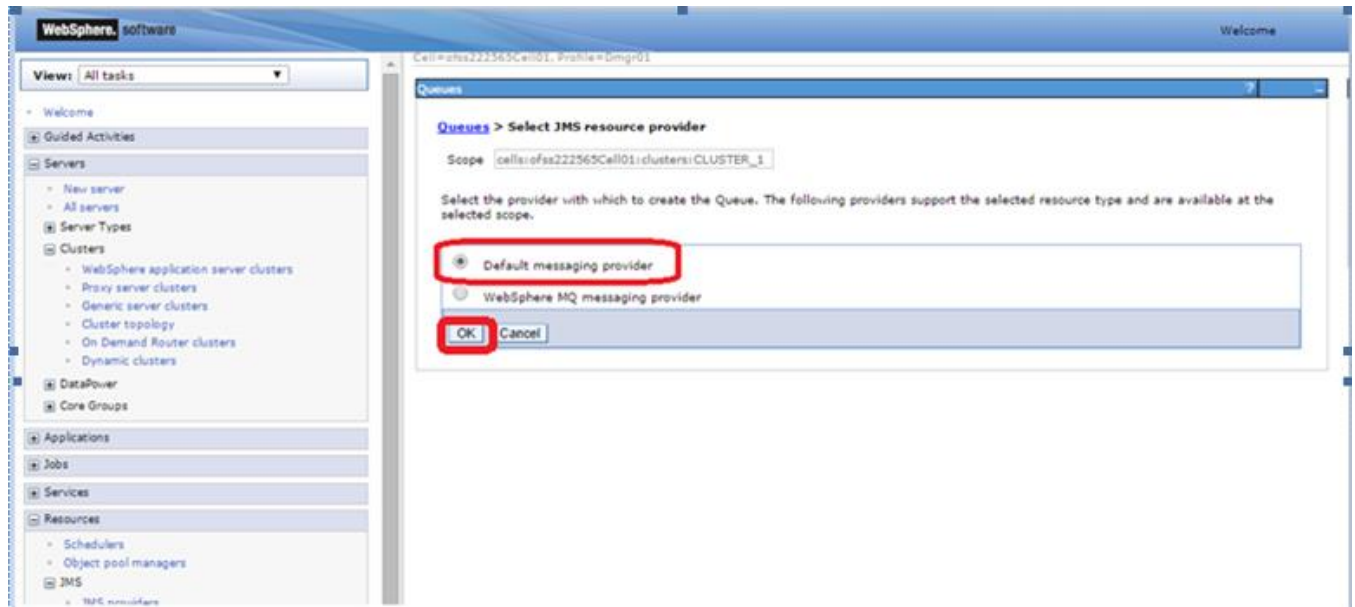 WebSphere. software
Welcome
View: All tasks
Cell=ofss222565Cell01, Profile=Dmgr01
Welcome
Guided Activities
Servers
New server
All servers
Server Types
Clusters
WebSphere application server clusters
Proxy server clusters
Generic server clusters
Cluster topology
On Demand Router clusters
Dynamic clusters
DataPower
Core Groups
Applications
Jobs
Services
Resources
Schedulers
Object pool managers
JMS
JMS providers
Queues ? -
Queues > Select JMS resource provider
Scope cells:ofss222565Cell01:clusters:CLUSTER_1
Select the provider with which to create the Queue. The following providers support the selected resource type and are available at the
selected scope.
Default messaging provider
WebSphere MQ messaging provider
OK Cancel